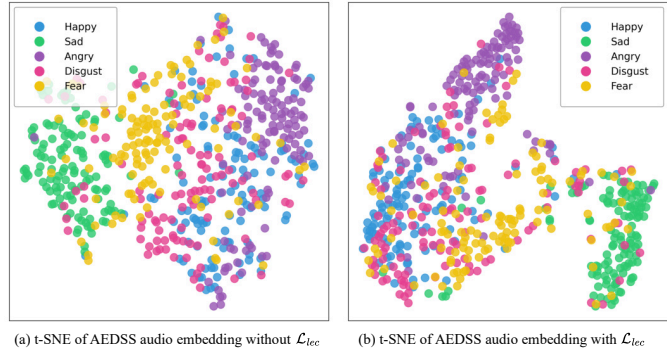 Happy
Sad
Angry
Disgust
Fear
Happy
Sad
Angry
Disgust
Fear
(a) t-SNE of AEDSS audio embedding without ℒ_lec
(b) t-SNE of AEDSS audio embedding with ℒ_lec